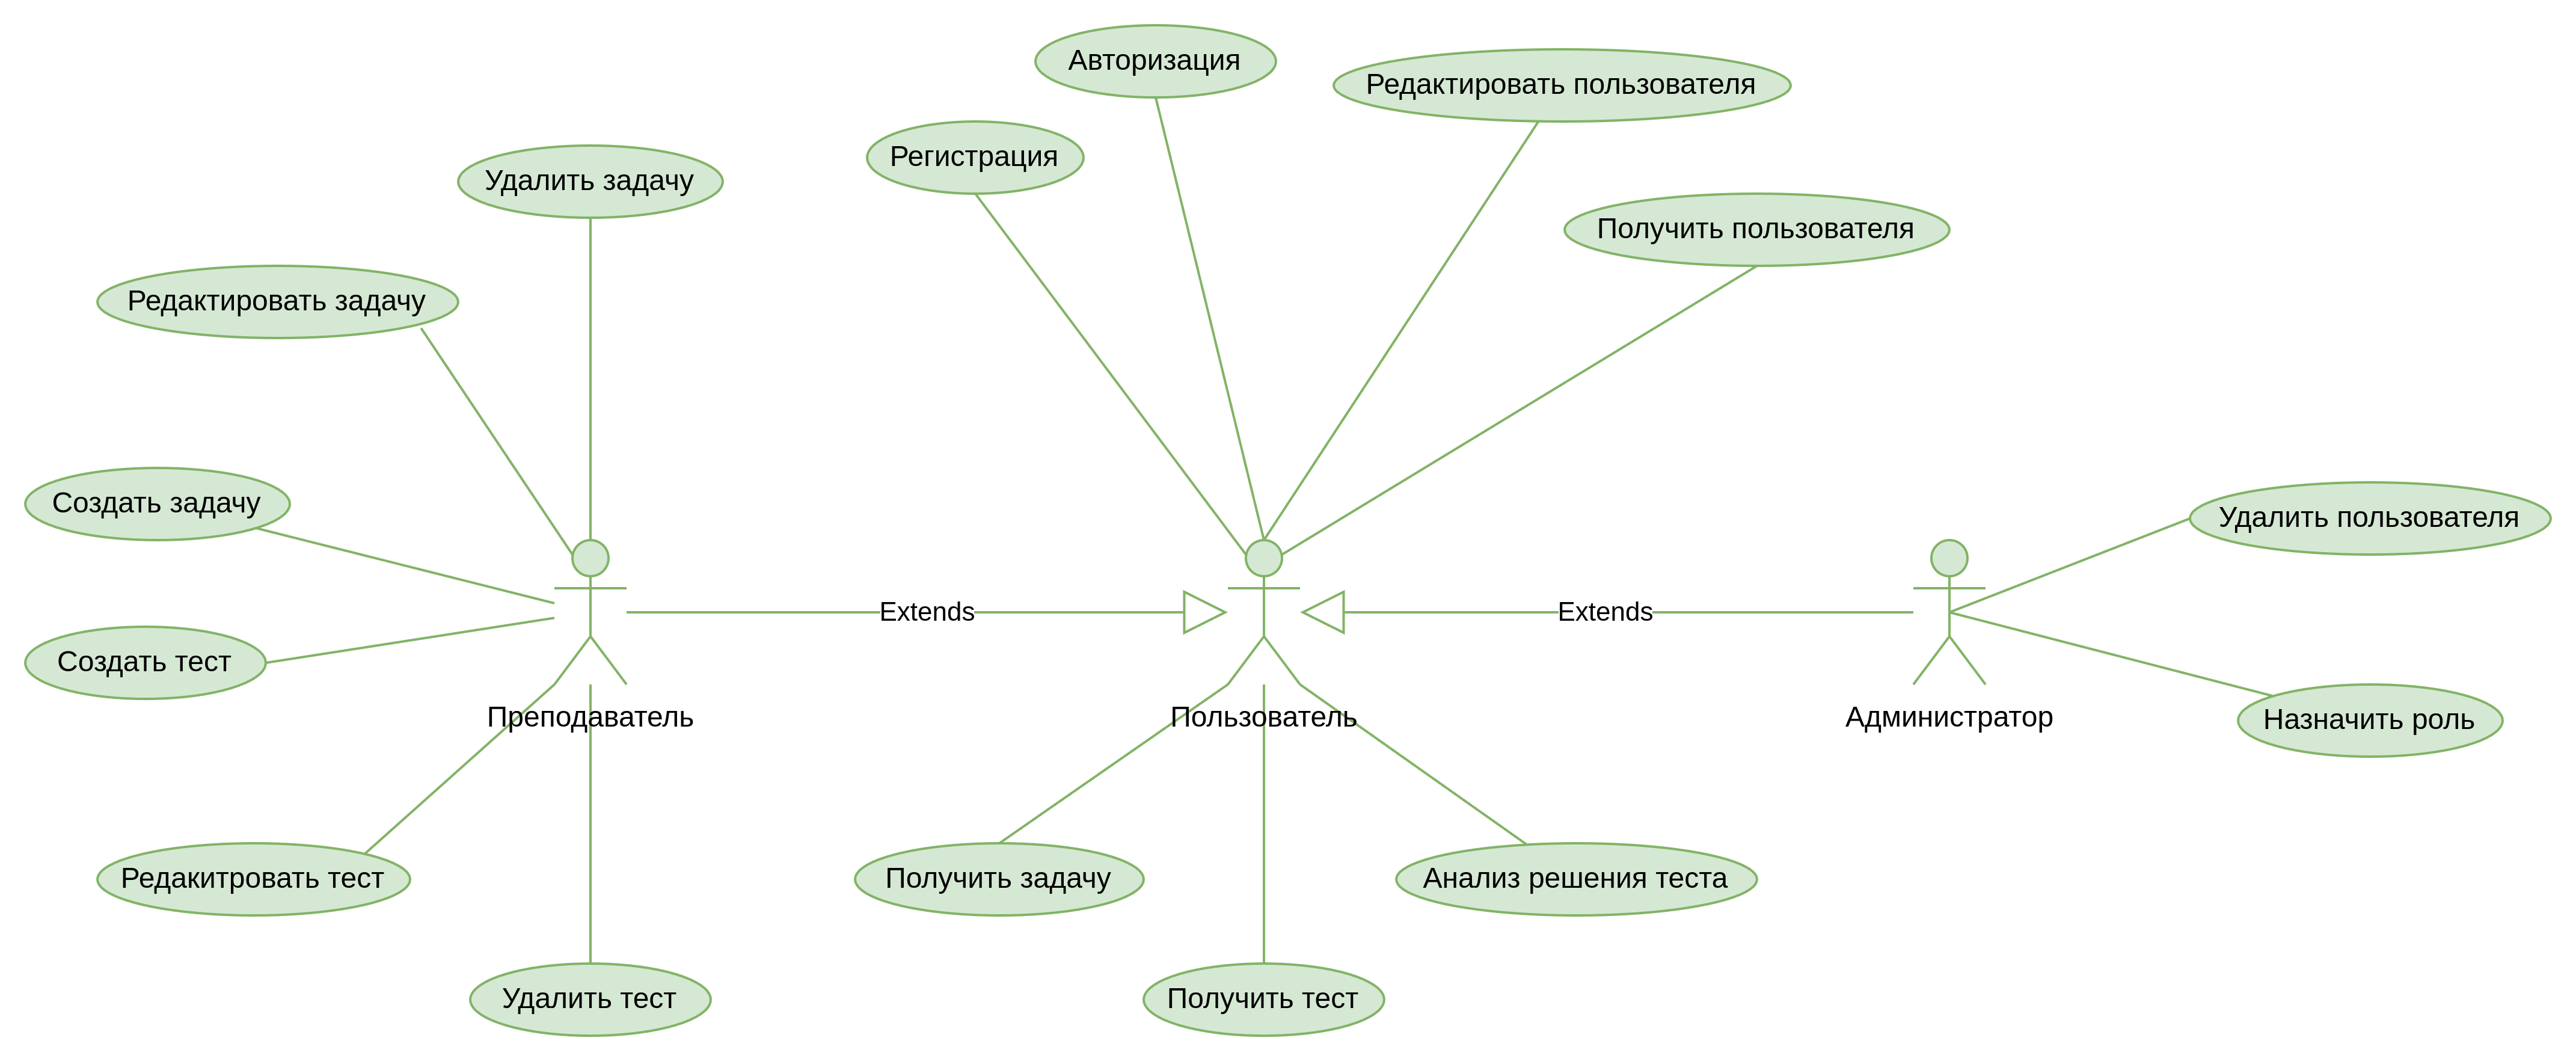 Авторизация
Редактировать пользователя
Регистрация
Удалить задачу
Получить пользователя
Редактировать задачу
Создать задачу
Удалить пользователя
Extends
Extends
Создать тест
Преподаватель
Пользователь
Администратор
Назначить роль
Редакитровать тест
Получить задачу
Анализ решения теста
Удалить тест
Получить тест